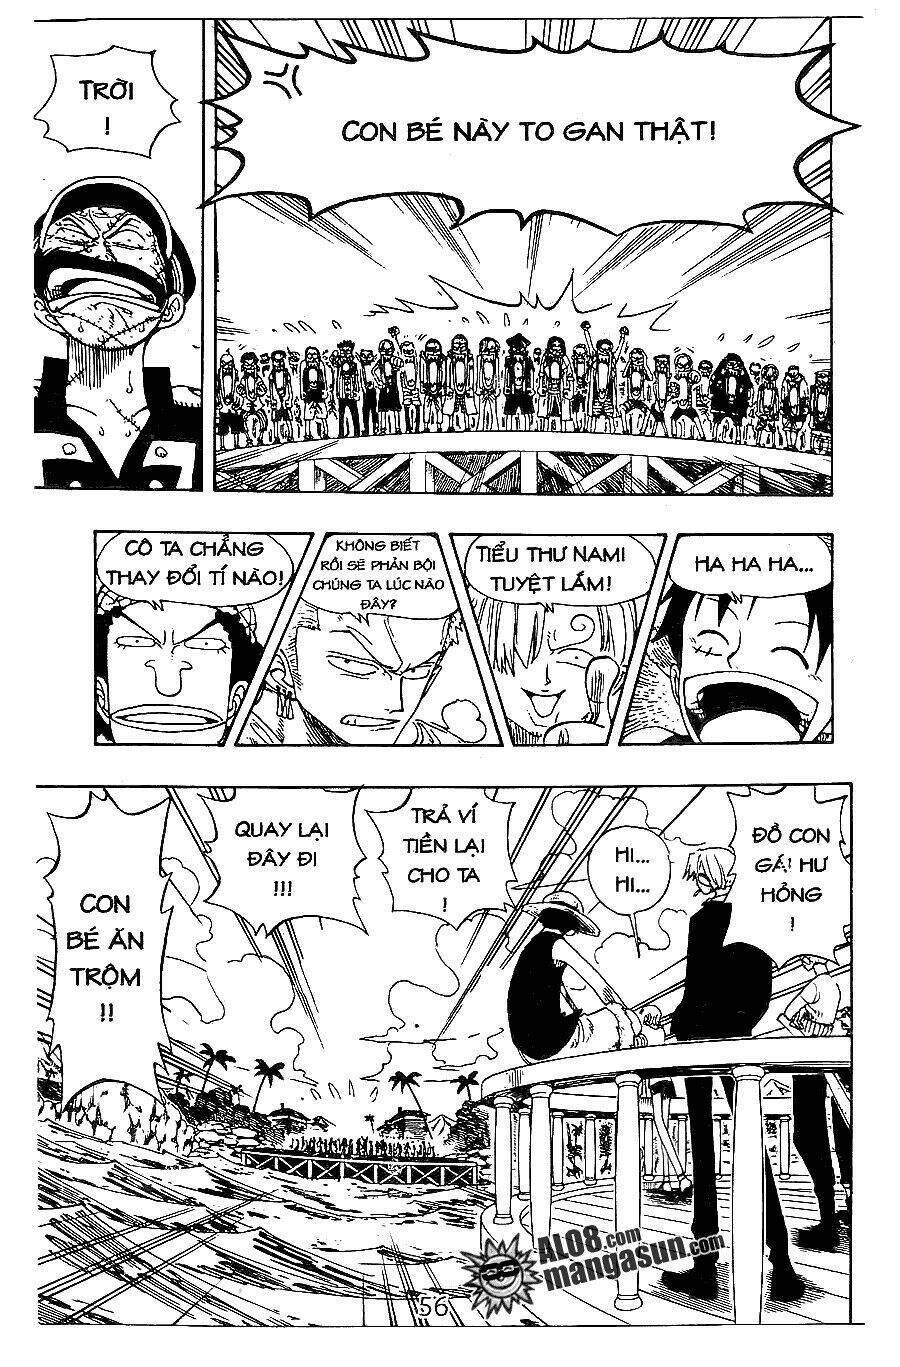 TRỜI
!
CON BÉ NÀY TO GAN THẬT!
CÔ TA CHẲNG
THAY ĐỔI TÍ NÀO!
KHÔNG BIẾT
RỒI SẼ PHẢN BỘI
CHÚNG TA LÚC NÀO
ĐÂY?
TIỂU THƯ NAMI
TUYỆT LẮM!
HA HA HA...
CON
BÉ ĂN
TRỘM
!!
QUAY LẠI
ĐÂY ĐI
!!!
TRẢ VÍ
TIỀN LẠI
CHO TA
!
HI...
HI...
ĐỒ CON
GÁI HƯ
HỎNG
!
AL08.com
mangasun.com
56